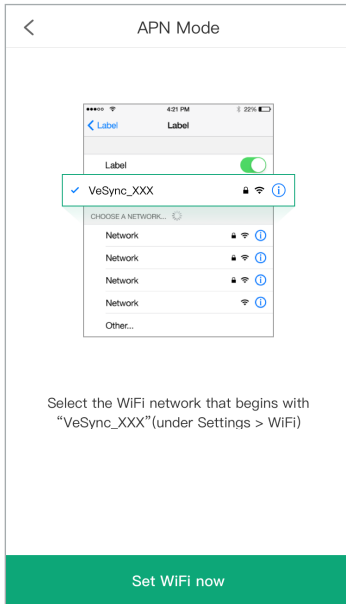 APN Mode
4:21 PM
22%
Label
Label
Label
VeSync_XXX
CHOOSE A NETWORK...
Network
Network
Network
Network
Other...
Select the WiFi network that begins with
“VeSync_XXX”(under Settings > WiFi)
Set WiFi now